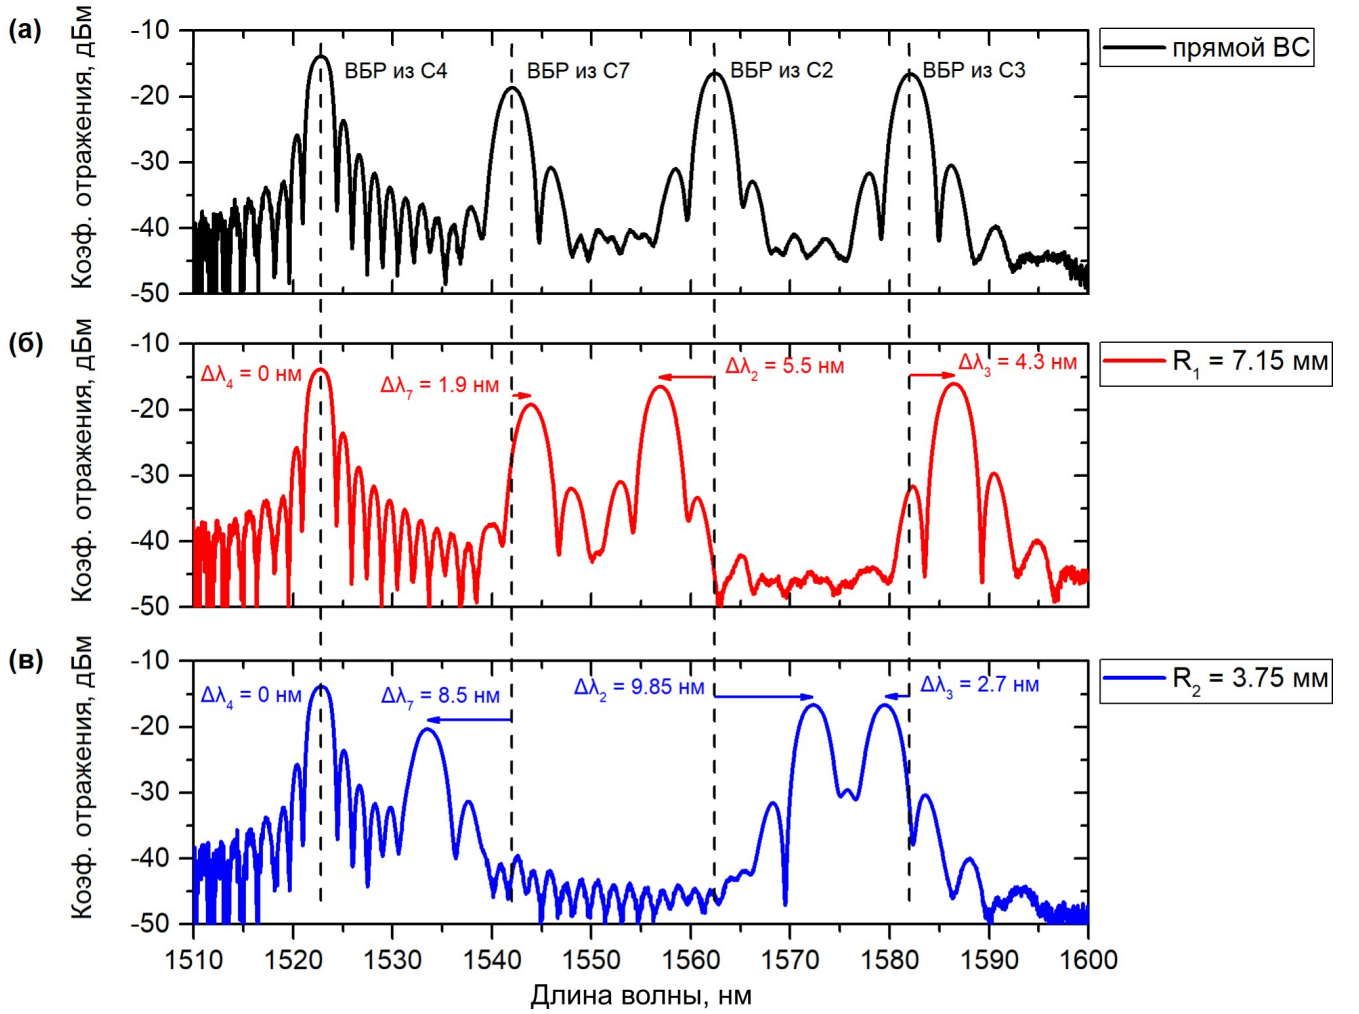 (а)
Коэф. отражения, дБм
-10
-20
-30
-40
-50
ВБР из С4
ВБР из С7
ВБР из С2
ВБР из С3
прямой ВС
(б)
Коэф. отражения, дБм
-10
-20
-30
-40
-50
Δλ4 = 0 нм
Δλ7 = 1.9 нм
Δλ2 = 5.5 нм
Δλ3 = 4.3 нм
R1 = 7.15 мм
(в)
Коэф. отражения, дБм
-10
-20
-30
-40
-50
Δλ4 = 0 нм
Δλ7 = 8.5 нм
Δλ2 = 9.85 нм
Δλ3 = 2.7 нм
R2 = 3.75 мм
1510 1520 1530 1540 1550 1560 1570 1580 1590 1600
Длина волны, нм